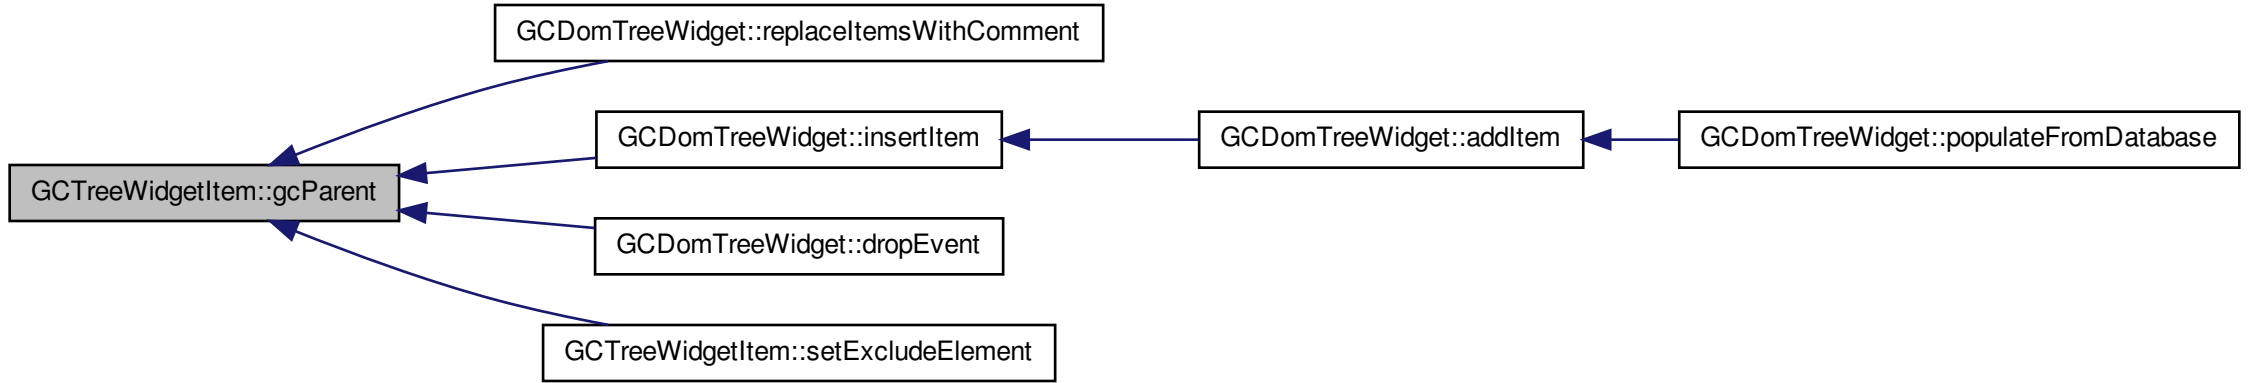 GCDomTreeWidget::replaceItemsWithComment
GCDomTreeWidget::insertItem
GCDomTreeWidget::addItem
GCDomTreeWidget::populateFromDatabase
GCTreeWidgetItem::gcParent
GCDomTreeWidget::dropEvent
GCTreeWidgetItem::setExcludeElement